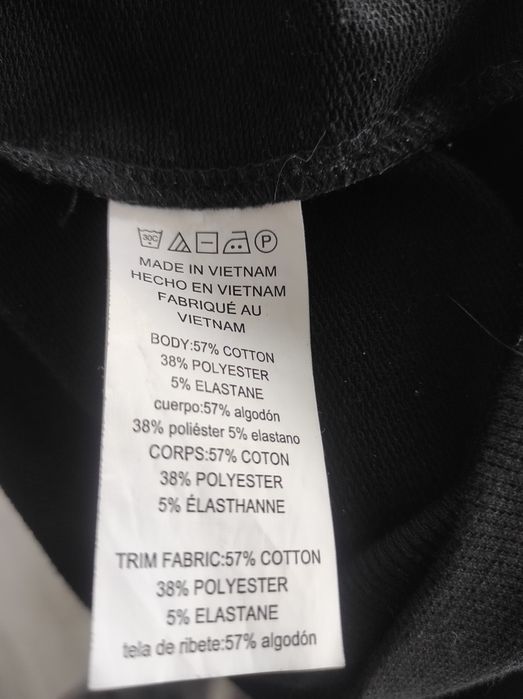 30C P
MADE IN VIETNAM
HECHO EN VIETNAM
FABRIQUÉ AU
VIETNAM
BODY:57% COTTON
38% POLYESTER
5% ELASTANE
cuerpo:57% algodón
38% poliéster 5% elastano
CORPS:57% COTON
38% POLYESTER
5% ÉLASTHANNE
TRIM FABRIC:57% COTTON
38% POLYESTER
5% ELASTANE
tela de ribete:57% algodón